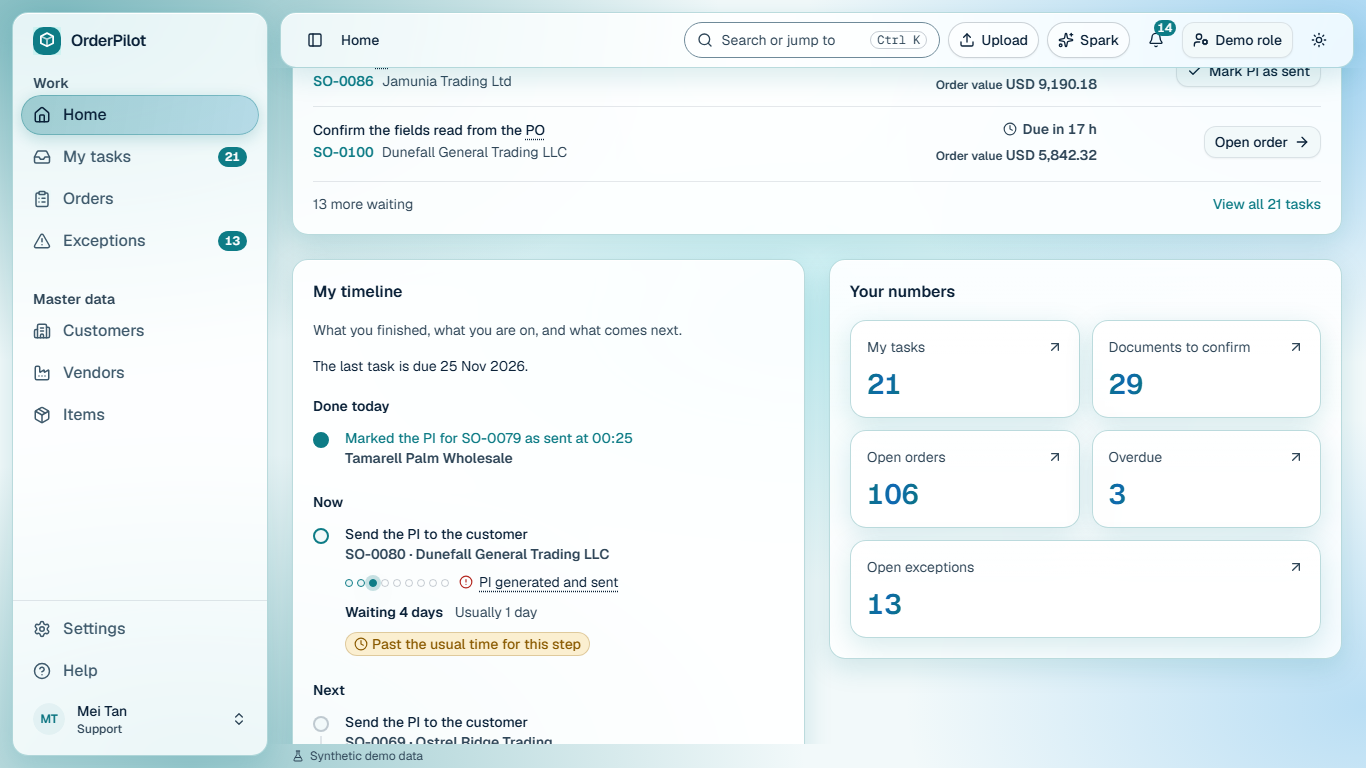 OrderPilot
Work
Home
My tasks 21
Orders
Exceptions 13
Master data
Customers
Vendors
Items
Settings
Help
MT
Mei Tan
Support
Home
Search or jump to Ctrl K
Upload
Spark
14
Demo role
SO-0086 Jamunia Trading Ltd
Order value USD 9,190.18
Mark PI as sent
Confirm the fields read from the PO
SO-0100 Dunefall General Trading LLC
Due in 17 h
Order value USD 5,842.32
Open order
13 more waiting
View all 21 tasks
My timeline
What you finished, what you are on, and what comes next.
The last task is due 25 Nov 2026.
Done today
Marked the PI for SO-0079 as sent at 00:25
Tamarell Palm Wholesale
Now
Send the PI to the customer
SO-0080 · Dunefall General Trading LLC
PI generated and sent
Waiting 4 days Usually 1 day
Past the usual time for this step
Next
Send the PI to the customer
SO-0069 · Ostrel Ridge Trading
Your numbers
My tasks
21
Documents to confirm
29
Open orders
106
Overdue
3
Open exceptions
13
Synthetic demo data